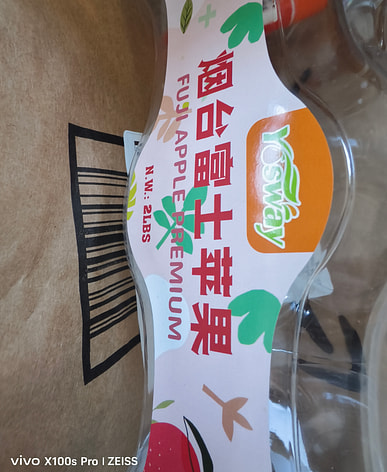 Yosway
烟台富士苹果
FUJI APPLE PREMIUM
N.W.: 2LBS
vivo X100s Pro | ZEISS